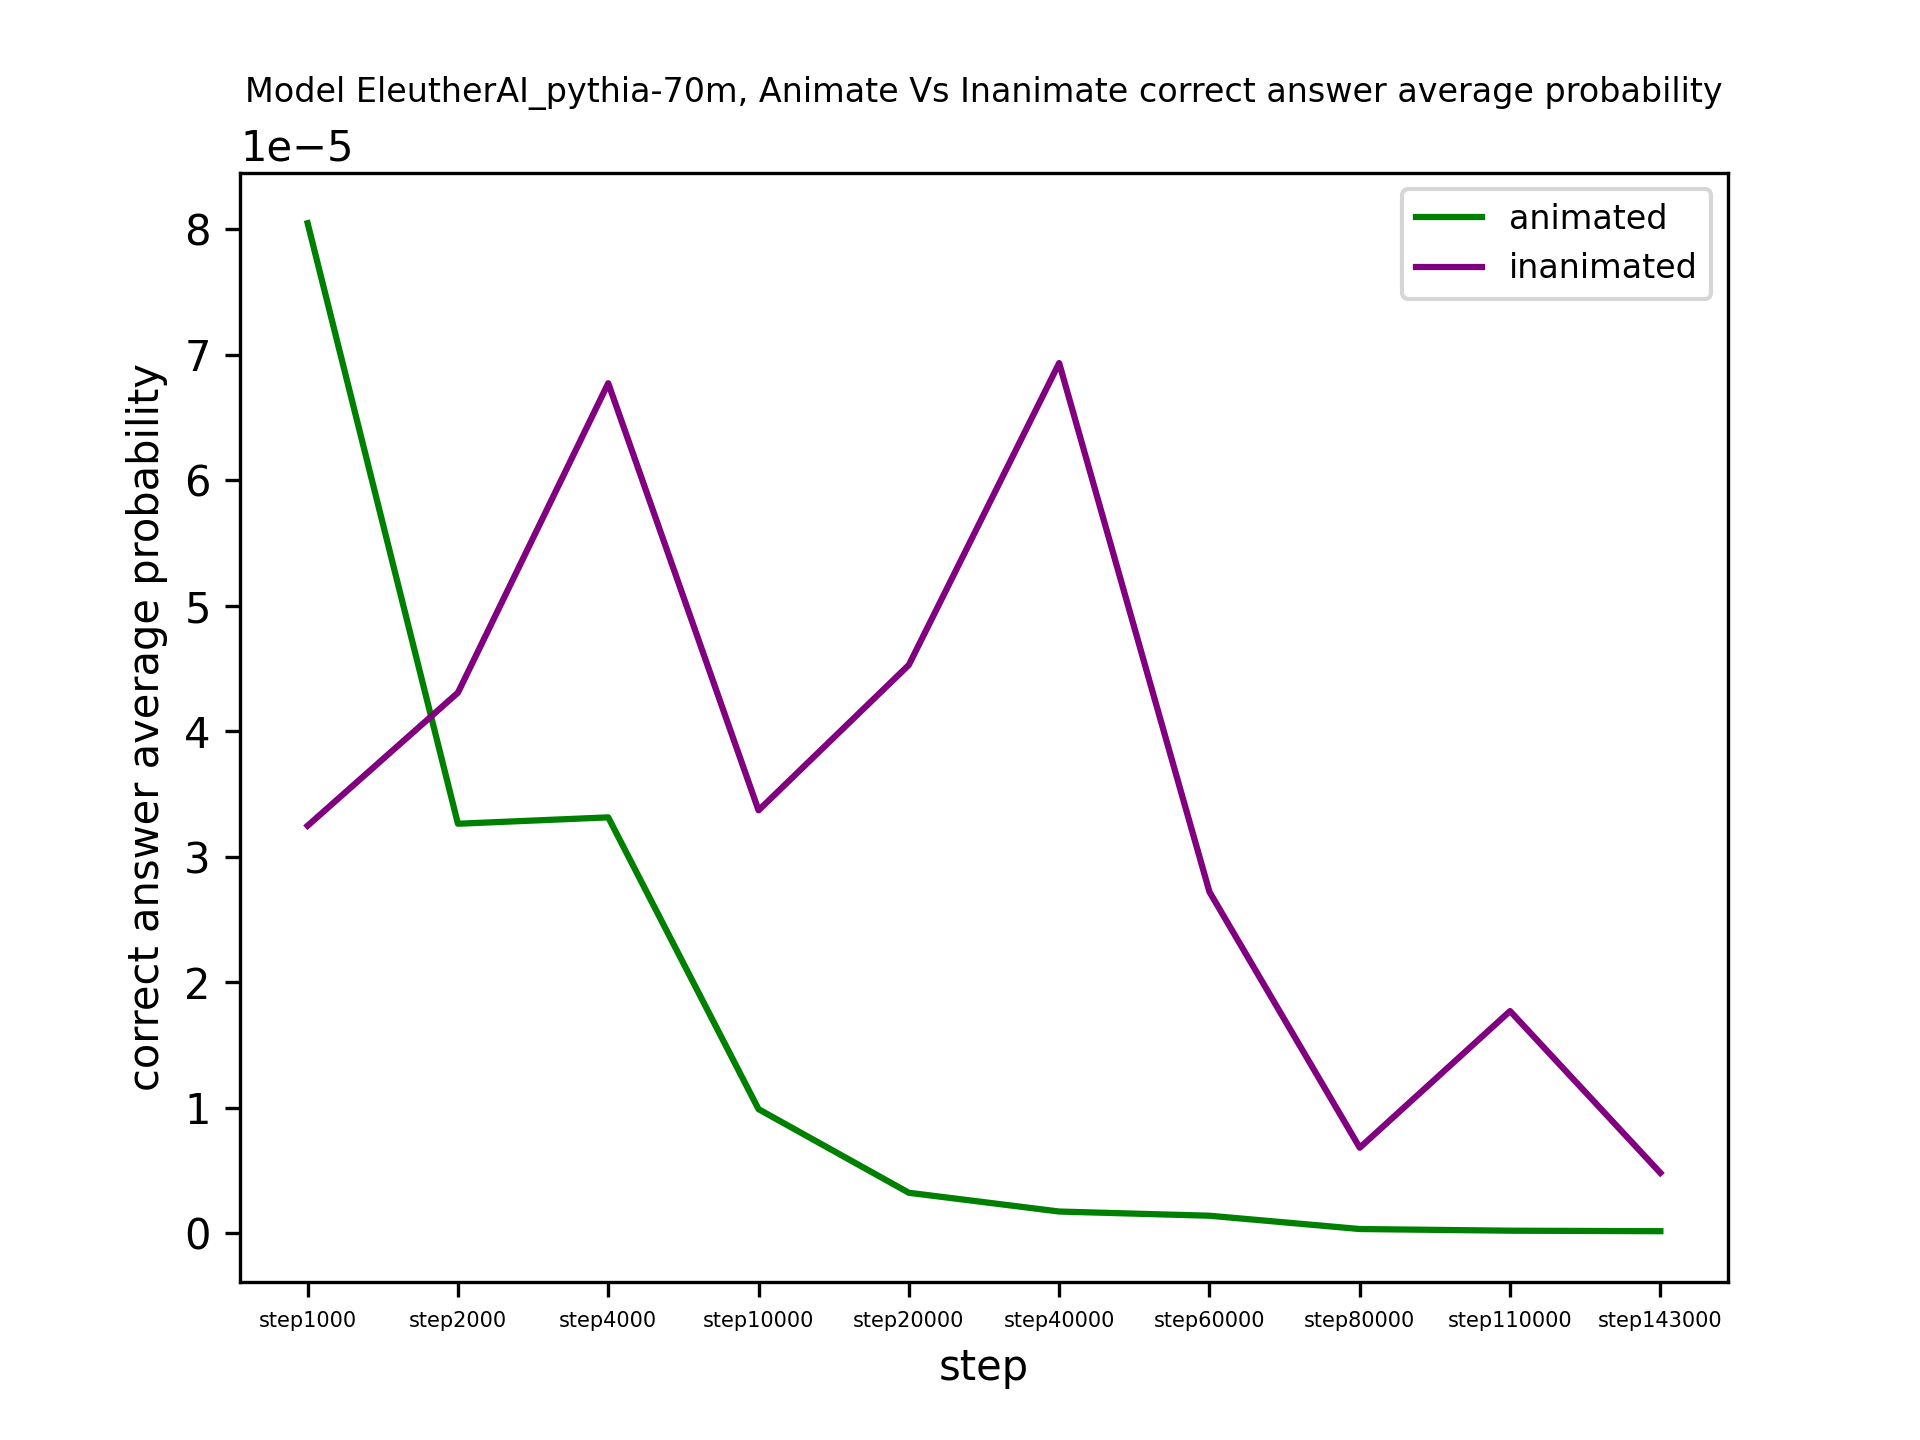 Model EleutherAI_pythia-70m, Animate Vs Inanimate correct answer average probability
1e−5
animated
inanimated
correct answer average probability
8
7
6
5
4
3
2
1
0
step1000 step2000 step4000 step10000 step20000 step40000 step60000 step80000 step110000 step143000
step